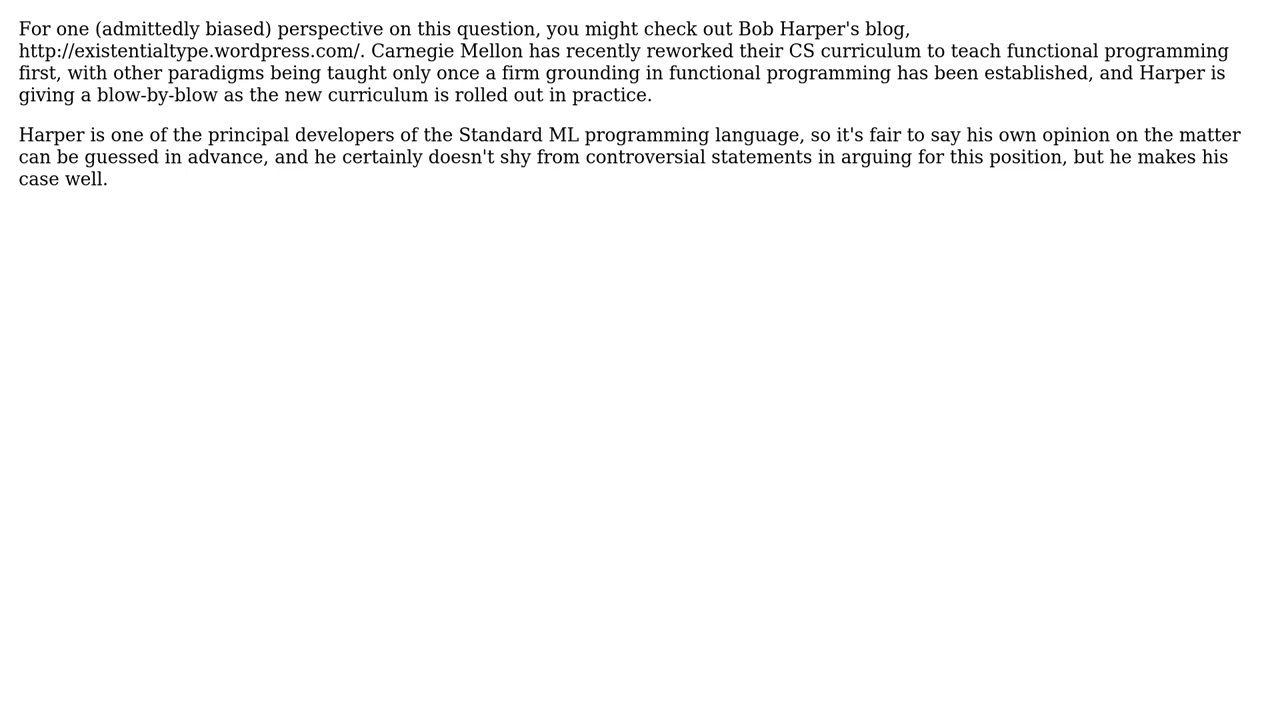 For one (admittedly biased) perspective on this question, you might check out Bob Harper's blog,
http://existentialtype.wordpress.com/. Carnegie Mellon has recently reworked their CS curriculum to teach functional programming
first, with other paradigms being taught only once a firm grounding in functional programming has been established, and Harper is
giving a blow-by-blow as the new curriculum is rolled out in practice.
Harper is one of the principal developers of the Standard ML programming language, so it's fair to say his own opinion on the matter
can be guessed in advance, and he certainly doesn't shy from controversial statements in arguing for this position, but he makes his
case well.